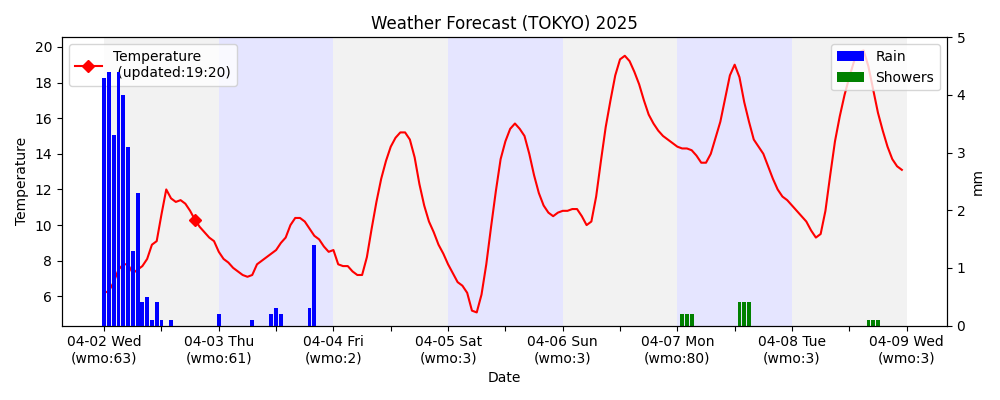 Weather Forecast (TOKYO) 2025
Temperature
(updated:19:20)
Rain
Showers
Temperature
20
18
16
14
12
10
8
6
5
4
3
2
1
0
mm
04-02 Wed
(wmo:63)
04-03 Thu
(wmo:61)
04-04 Fri
(wmo:2)
04-05 Sat
(wmo:3)
04-06 Sun
(wmo:3)
04-07 Mon
(wmo:80)
04-08 Tue
(wmo:3)
04-09 Wed
(wmo:3)
Date